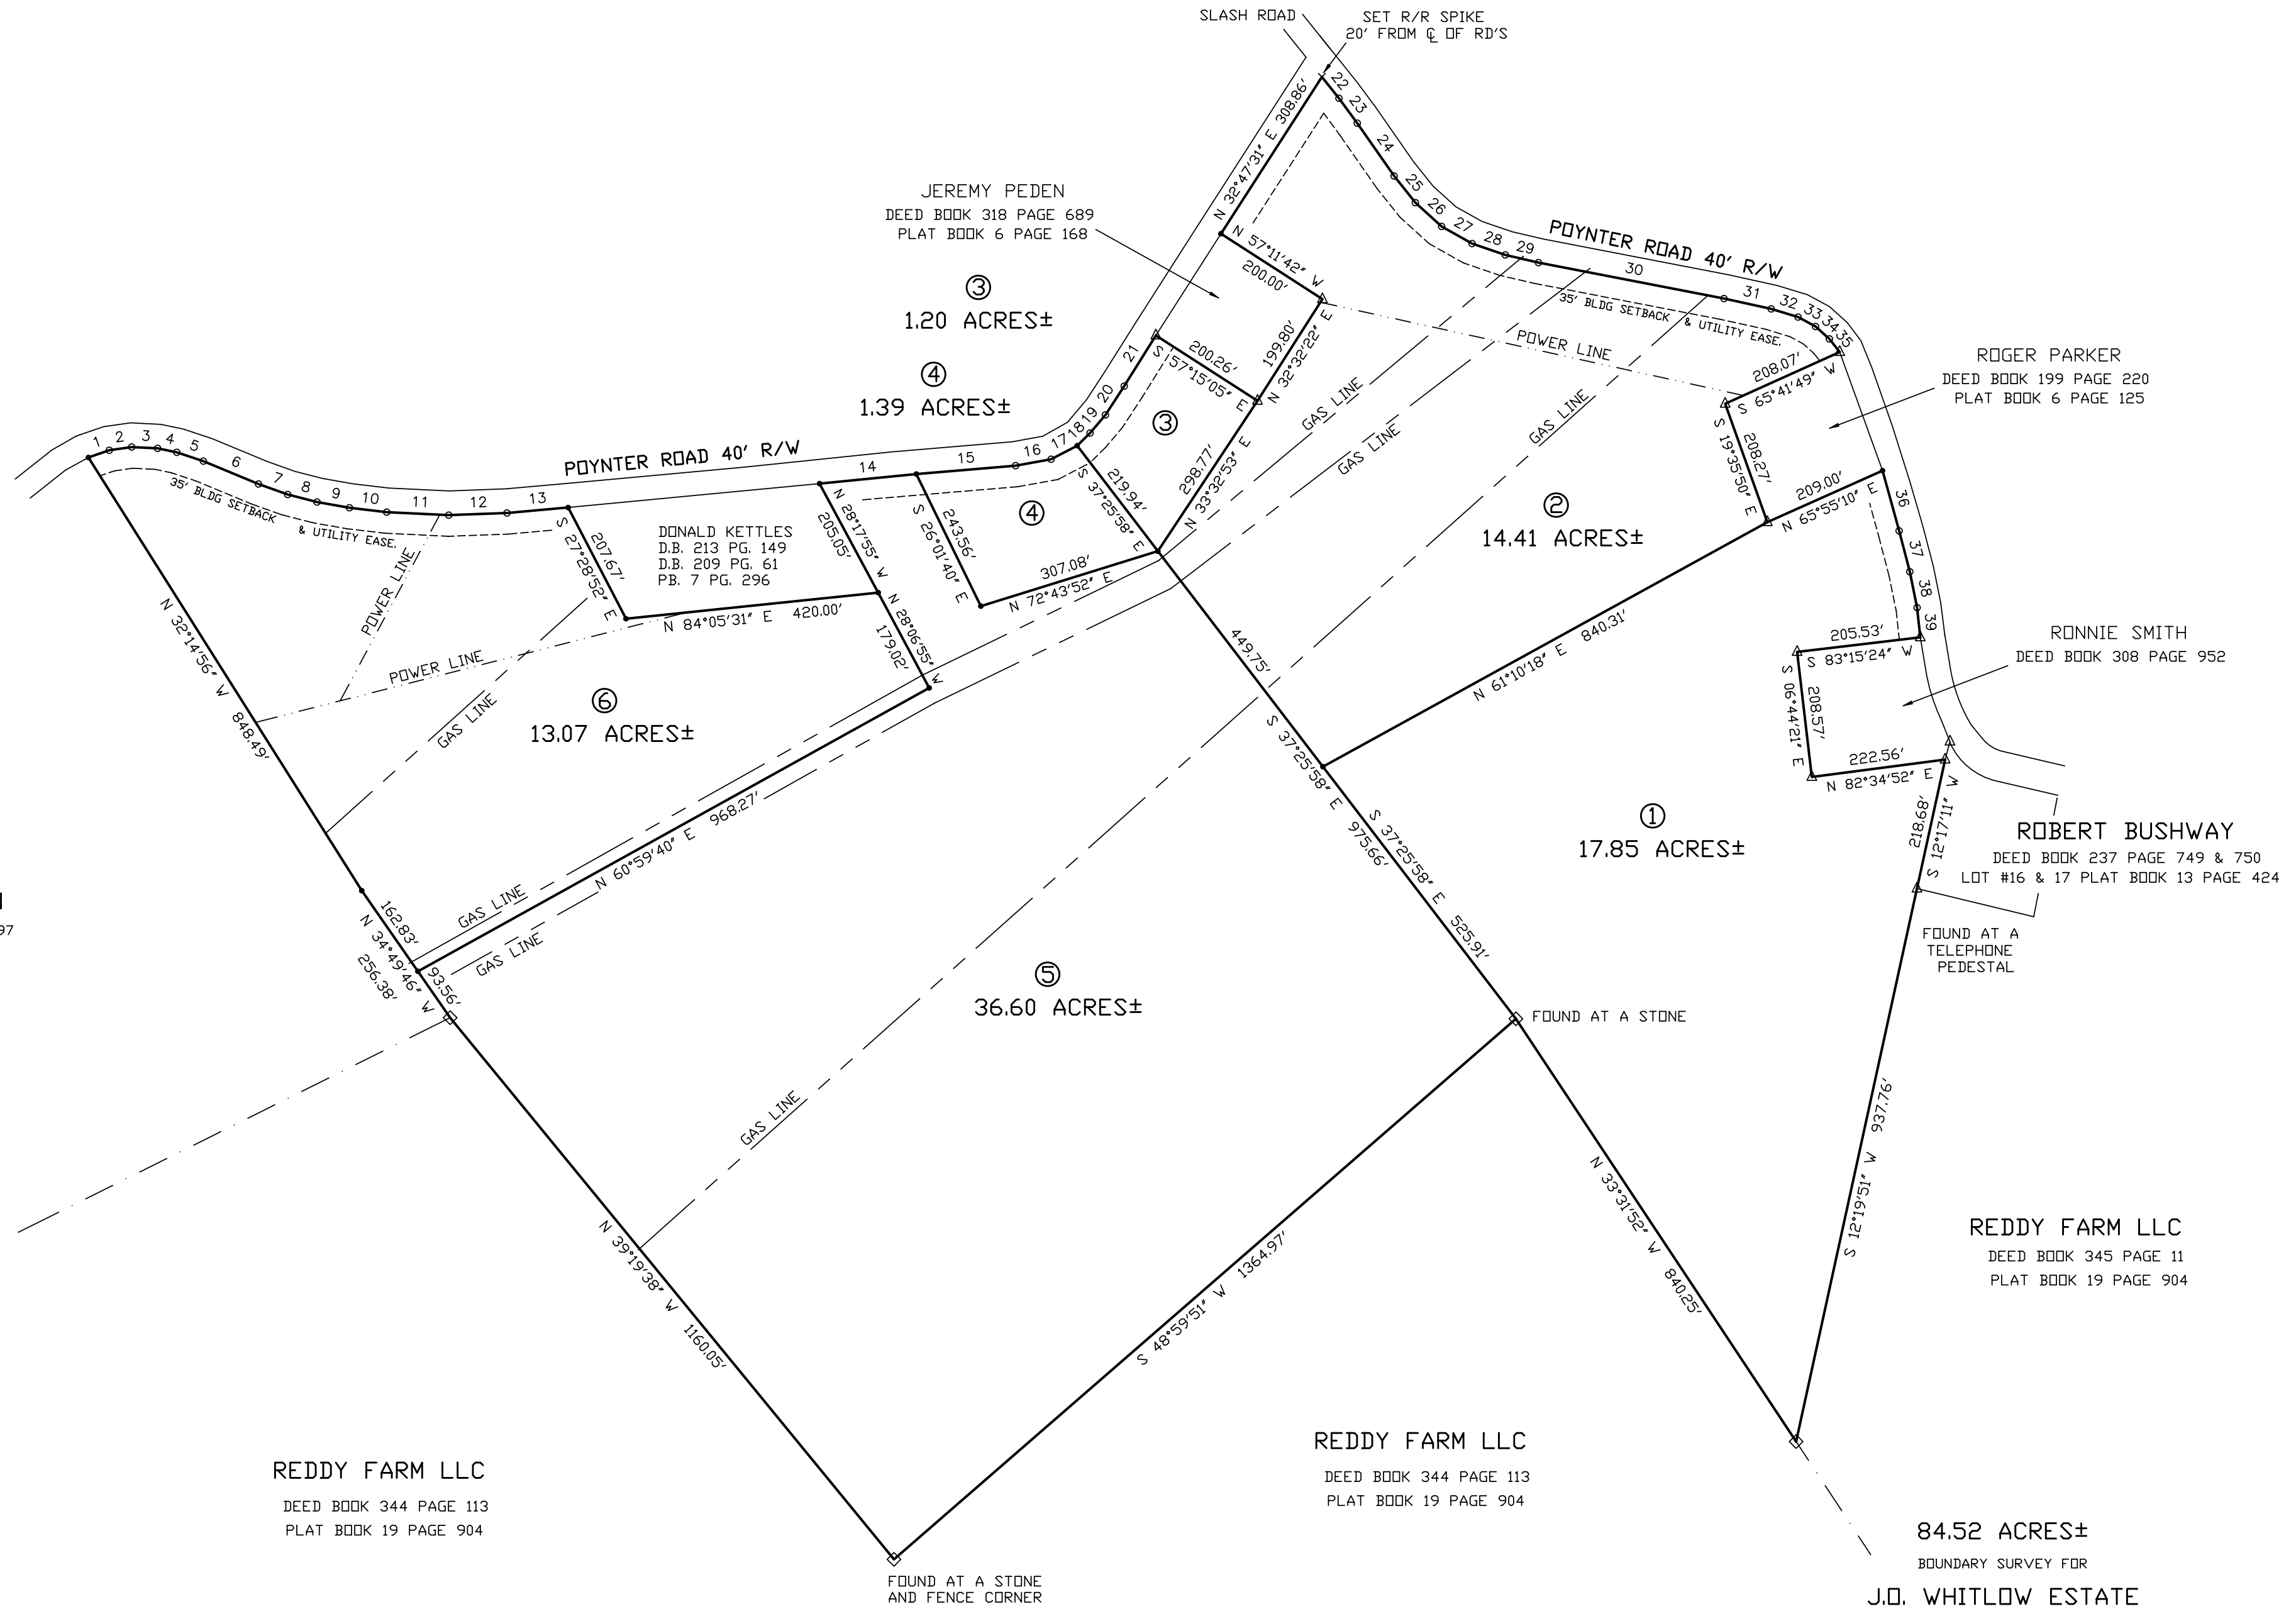 SLASH ROAD
SET R/R SPIKE
20' FROM ℄ OF RD'S
22
23
24
25
26
27
28
29
30
31
32
33
34
35
N 32°47'31" E 308.86'
POYNTER ROAD 40' R/W
35' BLDG SETBACK & UTILITY EASE.
JEREMY PEDEN
DEED BOOK 318 PAGE 689
PLAT BOOK 6 PAGE 168
N 57°11'42" W
200.00'
199.80'
N 32°32'22" E
200.26'
S 57°15'05" E
③
1.20 ACRES±
④
1.39 ACRES±
POWER LINE
GAS LINE
GAS LINE
GAS LINE
ROGER PARKER
DEED BOOK 199 PAGE 220
PLAT BOOK 6 PAGE 125
208.07'
S 65°41'49" W
S 19°35'50" E
208.27'
209.00'
N 65°55'10" E
1
2
3
4
5
6
7
8
9
10
11
12
13
14
15
16
17
18
19
20
21
POYNTER ROAD 40' R/W
35' BLDG SETBACK
& UTILITY EASE.
③
298.77'
N 33°32'53" E
219.94'
S 37°25'58" E
④
243.56'
S 26°01'40" E
307.08'
N 72°43'52" E
N 28°17'55" W
205.05'
DONALD KETTLES
D.B. 213 PG. 149
D.B. 209 PG. 61
PB. 7 PG. 296
207.67'
S 27°28'52" E
N 84°05'31" E 420.00'
N 28°06'55" W
179.02'
②
14.41 ACRES±
36
37
38
39
POWER LINE
POWER LINE
GAS LINE
⑥
13.07 ACRES±
N 32°14'56" W 848.49'
449.75'
S 37°25'58" E 975.66'
N 61°10'18" E 840.31'
205.53'
S 83°15'24" W
S 06°44'21" E
208.57'
222.56'
N 82°34'52" E
RONNIE SMITH
DEED BOOK 308 PAGE 952
①
17.85 ACRES±
218.68'
S 12°17'11" W
ROBERT BUSHWAY
DEED BOOK 237 PAGE 749 & 750
LOT #16 & 17 PLAT BOOK 13 PAGE 424
S 37°25'58" E 525.91'
N 60°59'40" E 968.27'
GAS LINE
GAS LINE
162.83'
N 34°49'46" W
256.38'
93.56'
97
FOUND AT A
TELEPHONE
PEDESTAL
⑤
36.60 ACRES±
FOUND AT A STONE
GAS LINE
S 12°19'51" W 937.76'
N 33°31'52" W 840.25'
N 39°19'38" W 1160.05'
S 48°59'51" W 1364.97'
REDDY FARM LLC
DEED BOOK 345 PAGE 11
PLAT BOOK 19 PAGE 904
REDDY FARM LLC
DEED BOOK 344 PAGE 113
PLAT BOOK 19 PAGE 904
REDDY FARM LLC
DEED BOOK 344 PAGE 113
PLAT BOOK 19 PAGE 904
FOUND AT A STONE
AND FENCE CORNER
84.52 ACRES±
BOUNDARY SURVEY FOR
J.O. WHITLOW ESTATE